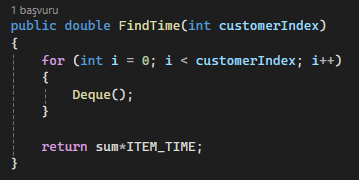 1 başvuru
public double FindTime(int customerIndex)
{
for (int i = 0; i < customerIndex; i++)
{
Deque();
}
return sum*ITEM_TIME;
}